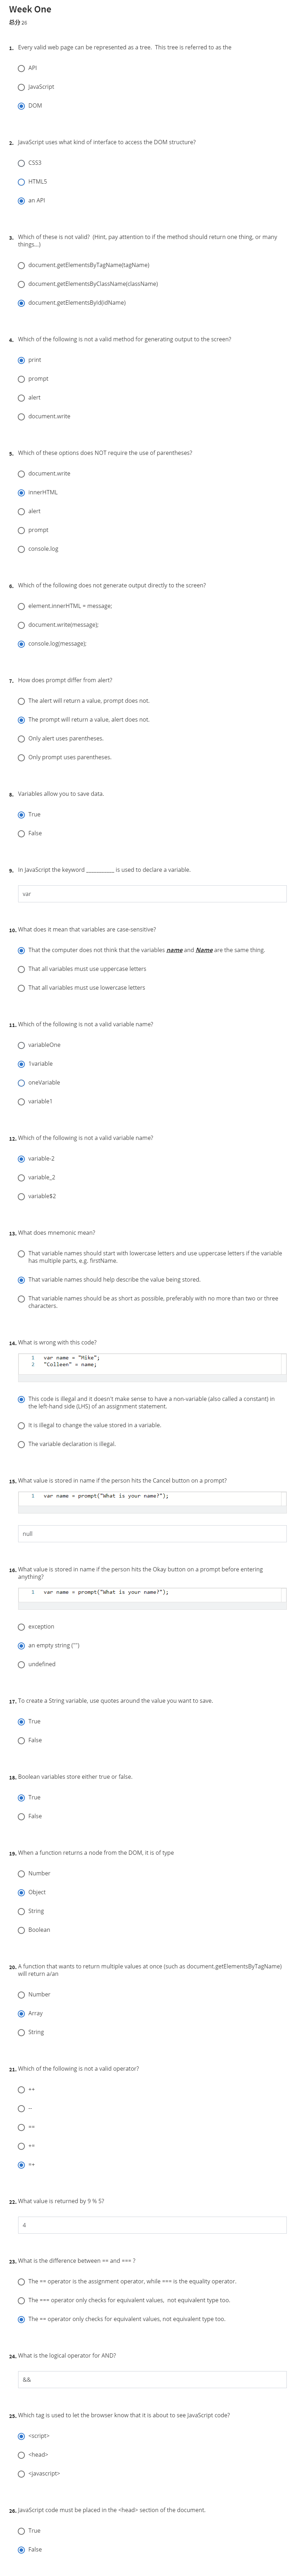 Week One
总分 26
1. Every valid web page can be represented as a tree. This tree is referred to as the
API
JavaScript
DOM
2. JavaScript uses what kind of interface to access the DOM structure?
CSS3
HTML5
an API
3. Which of these is not valid? (Hint, pay attention to if the method should return one thing, or many
things...)
document.getElementsByTagName(tagName)
document.getElementsByClassName(className)
document.getElementsById(idName)
4. Which of the following is not a valid method for generating output to the screen?
print
prompt
alert
document.write
5. Which of these options does NOT require the use of parentheses?
document.write
innerHTML
alert
prompt
console.log
6. Which of the following does not generate output directly to the screen?
element.innerHTML = message;
document.write(message);
console.log(message);
7. How does prompt differ from alert?
The alert will return a value, prompt does not.
The prompt will return a value, alert does not.
Only alert uses parentheses.
Only prompt uses parentheses.
8. Variables allow you to save data.
True
False
9. In JavaScript the keyword __________ is used to declare a variable.
var
10. What does it mean that variables are case-sensitive?
That the computer does not think that the variables name and Name are the same thing.
That all variables must use uppercase letters
That all variables must use lowercase letters
11. Which of the following is not a valid variable name?
variableOne
1variable
oneVariable
variable1
12. Which of the following is not a valid variable name?
variable-2
variable_2
variable$2
13. What does mnemonic mean?
That variable names should start with lowercase letters and use uppercase letters if the variable
has multiple parts, e.g. firstName.
That variable names should help describe the value being stored.
That variable names should be as short as possible, preferably with no more than two or three
characters.
14. What is wrong with this code?
1 var name = "Mike";
2 "Colleen" = name;
This code is illegal and it doesn't make sense to have a non-variable (also called a constant) in
the left-hand side (LHS) of an assignment statement.
It is illegal to change the value stored in a variable.
The variable declaration is illegal.
15. What value is stored in name if the person hits the Cancel button on a prompt?
1 var name = prompt("What is your name?");
null
16. What value is stored in name if the person hits the Okay button on a prompt before entering
anything?
1 var name = prompt("What is your name?");
exception
an empty string ("")
undefined
17. To create a String variable, use quotes around the value you want to save.
True
False
18. Boolean variables store either true or false.
True
False
19. When a function returns a node from the DOM, it is of type
Number
Object
String
Boolean
20. A function that wants to return multiple values at once (such as document.getElementsByTagName)
will return a/an
Number
Array
String
21. Which of the following is not a valid operator?
++
--
==
+=
=+
22. What value is returned by 9 % 5?
4
23. What is the difference between == and === ?
The == operator is the assignment operator, while === is the equality operator.
The === operator only checks for equivalent values, not equivalent type too.
The == operator only checks for equivalent values, not equivalent type too.
24. What is the logical operator for AND?
&&
25. Which tag is used to let the browser know that it is about to see JavaScript code?
<script>
<head>
<javascript>
26. JavaScript code must be placed in the <head> section of the document.
True
False